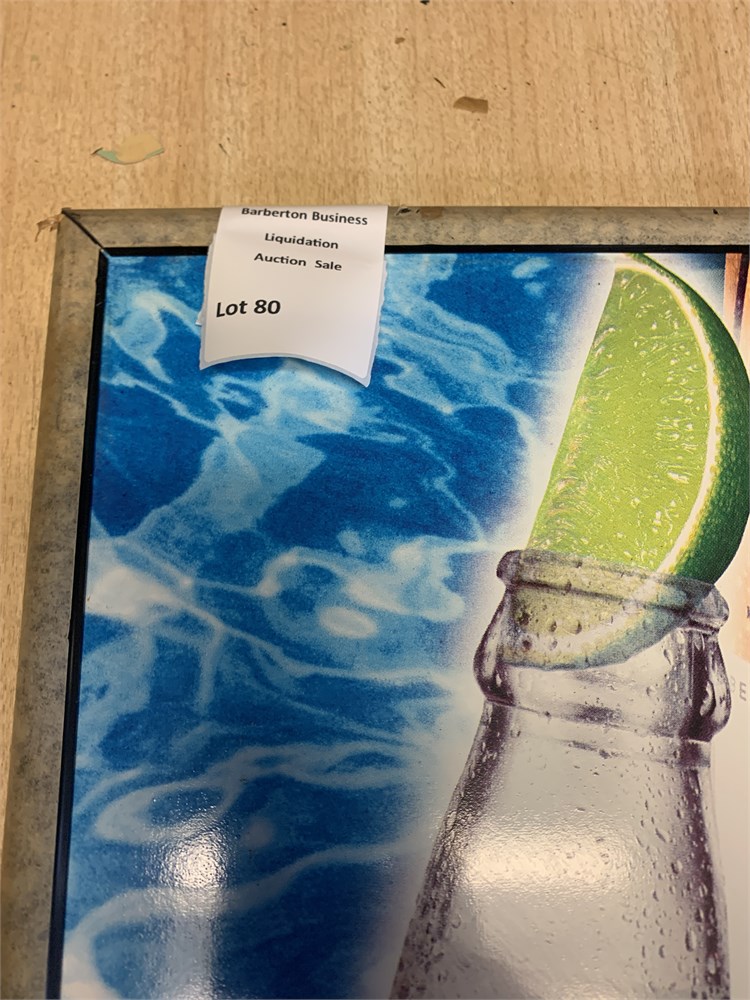 Barberton Business
Liquidation
Auction Sale
Lot 80